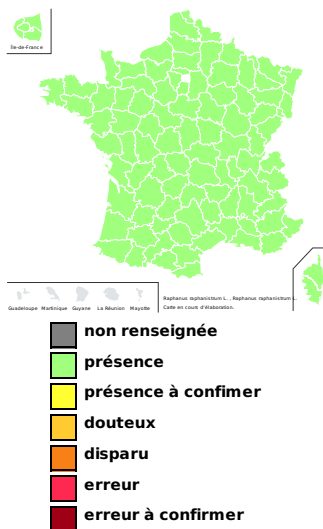 Île-de-France
Guadeloupe Martinique Guyane La Réunion Mayotte
Raphanus raphanistrum L. , Raphanus raphanistrum L.
Carte en cours d'élaboration.
non renseignée
présence
présence à confimer
douteux
disparu
erreur
erreur à confirmer